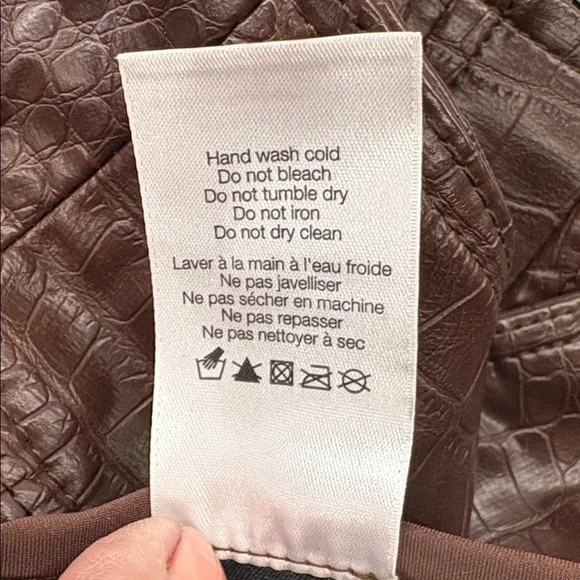 Hand wash cold
Do not bleach
Do not tumble dry
Do not iron
Do not dry clean
Laver à la main à l'eau froide
Ne pas javelliser
Ne pas sécher en machine
Ne pas repasser
Ne pas nettoyer à sec